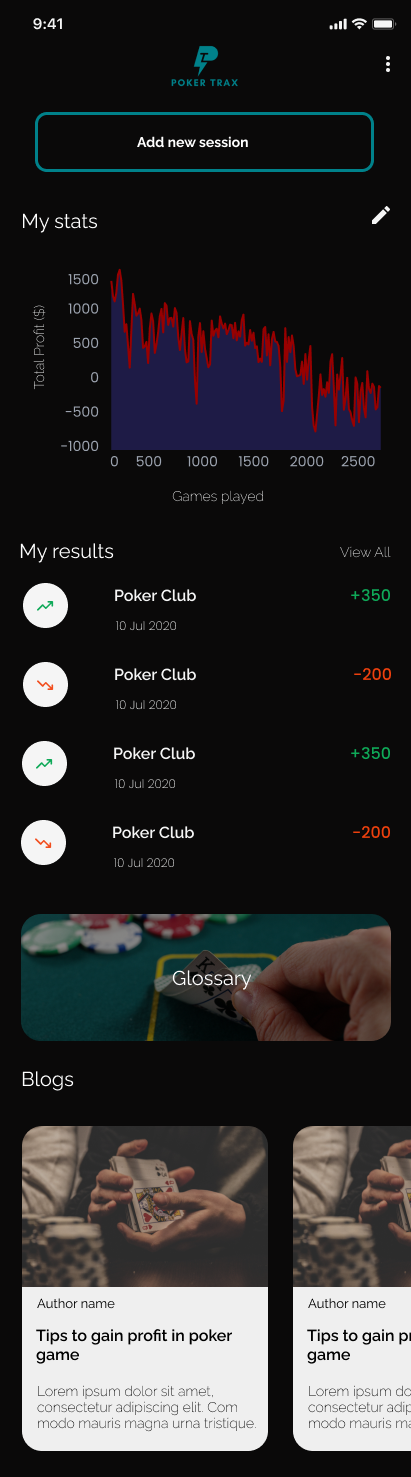 9:41
POKER TRAX
Add new session
My stats
Total Profit ($)
1500
1000
500
0
-500
-1000
0 500 1000 1500 2000 2500
Games played
My results
View All
Poker Club
+350
10 Jul 2020
Poker Club
-200
10 Jul 2020
Poker Club
+350
10 Jul 2020
Poker Club
-200
10 Jul 2020
K
Glossary
Blogs
Author name
Tips to gain profit in poker
game
Lorem ipsum dolor sit amet,
consectetur adipiscing elit. Com
modo mauris magna urna tristique.
Author name
Tips to gain pr
game
Lorem ipsum do
consectetur adip
modo mauris ma